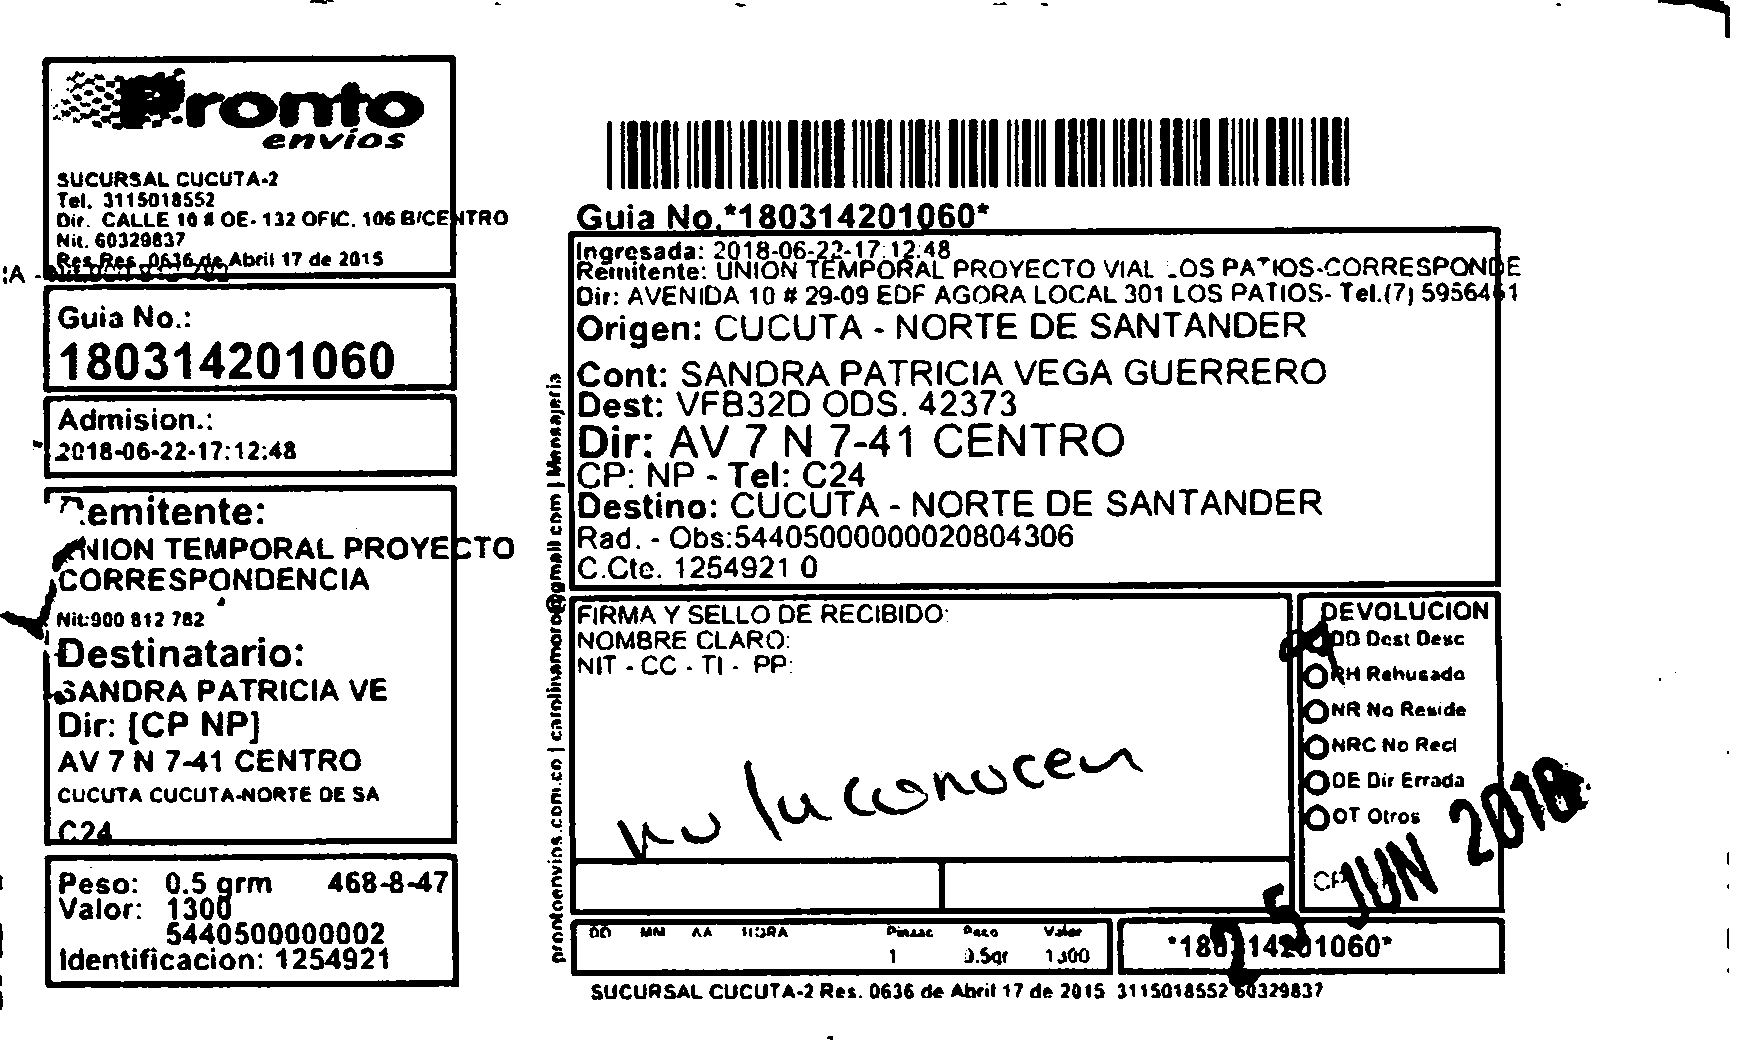 Pronto
envíos
SUCURSAL CUCUTA-2
Tel. 3115018552
Dir. CALLE 10 # OE- 132 OFIC. 106 B/CENTRO
Nit. 60329837
Res.Res. 0636 de Abril 17 de 2015
Guia No.:
180314201060
Admision.:
2018-06-22-17:12:48
Remitente:
UNION TEMPORAL PROYECTO
CORRESPONDENCIA
Nit:900 812 782
Destinatario:
SANDRA PATRICIA VE
Dir: [CP NP]
AV 7 N 7-41 CENTRO
CUCUTA CUCUTA-NORTE DE SA
C24
Peso: 0.5 grm 468-8-47
Valor: 1300
5440500000002
Identificacion: 1254921
prontoenvios.com.co | carolinamoro@gmail.com | Mensajeria
Guia No.*180314201060*
Ingresada: 2018-06-22-17:12:48
Remitente: UNION TEMPORAL PROYECTO VIAL LOS PATIOS-CORRESPONDE
Dir: AVENIDA 10 # 29-09 EDF AGORA LOCAL 301 LOS PATIOS- Tel.(7) 5956461
Origen: CUCUTA - NORTE DE SANTANDER
Cont: SANDRA PATRICIA VEGA GUERRERO
Dest: VFB32D ODS. 42373
Dir: AV 7 N 7-41 CENTRO
CP: NP - Tel: C24
Destino: CUCUTA - NORTE DE SANTANDER
Rad. - Obs:54405000000020804306
C.Cte. 1254921 0
FIRMA Y SELLO DE RECIBIDO:
NOMBRE CLARO:
NIT - CC - TI - PP:
no la conocen
DEVOLUCION
DD Dest Desc
RH Rehusado
NR No Reside
NRC No Recl
DE Dir Errada
OT Otros
25 JUN 2018
DD MM AA HORA Piezas Peso Valor
1 0.5gr 1300
*180314201060*
SUCURSAL CUCUTA-2 Res. 0636 de Abril 17 de 2015 3115018552 60329837